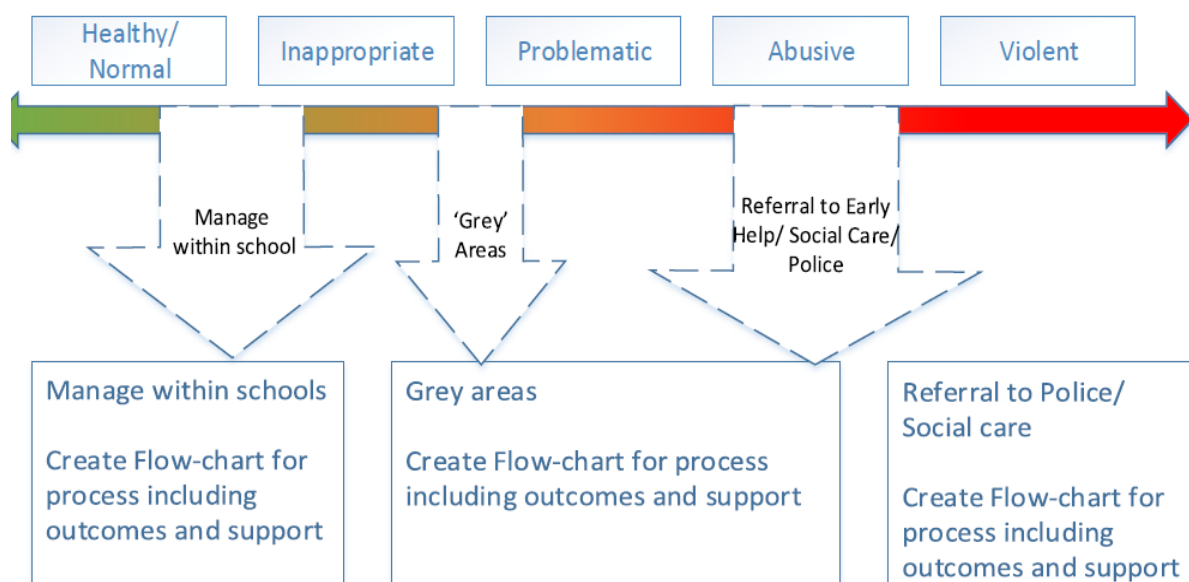 Healthy/
Normal
Inappropriate
Problematic
Abusive
Violent
Manage
within school
‘Grey’
Areas
Referral to Early
Help/ Social Care/
Police
Manage within schools
Create Flow-chart for
process including
outcomes and support
Grey areas
Create Flow-chart for process
including outcomes and support
Referral to Police/
Social care
Create Flow-chart for
process including
outcomes and support